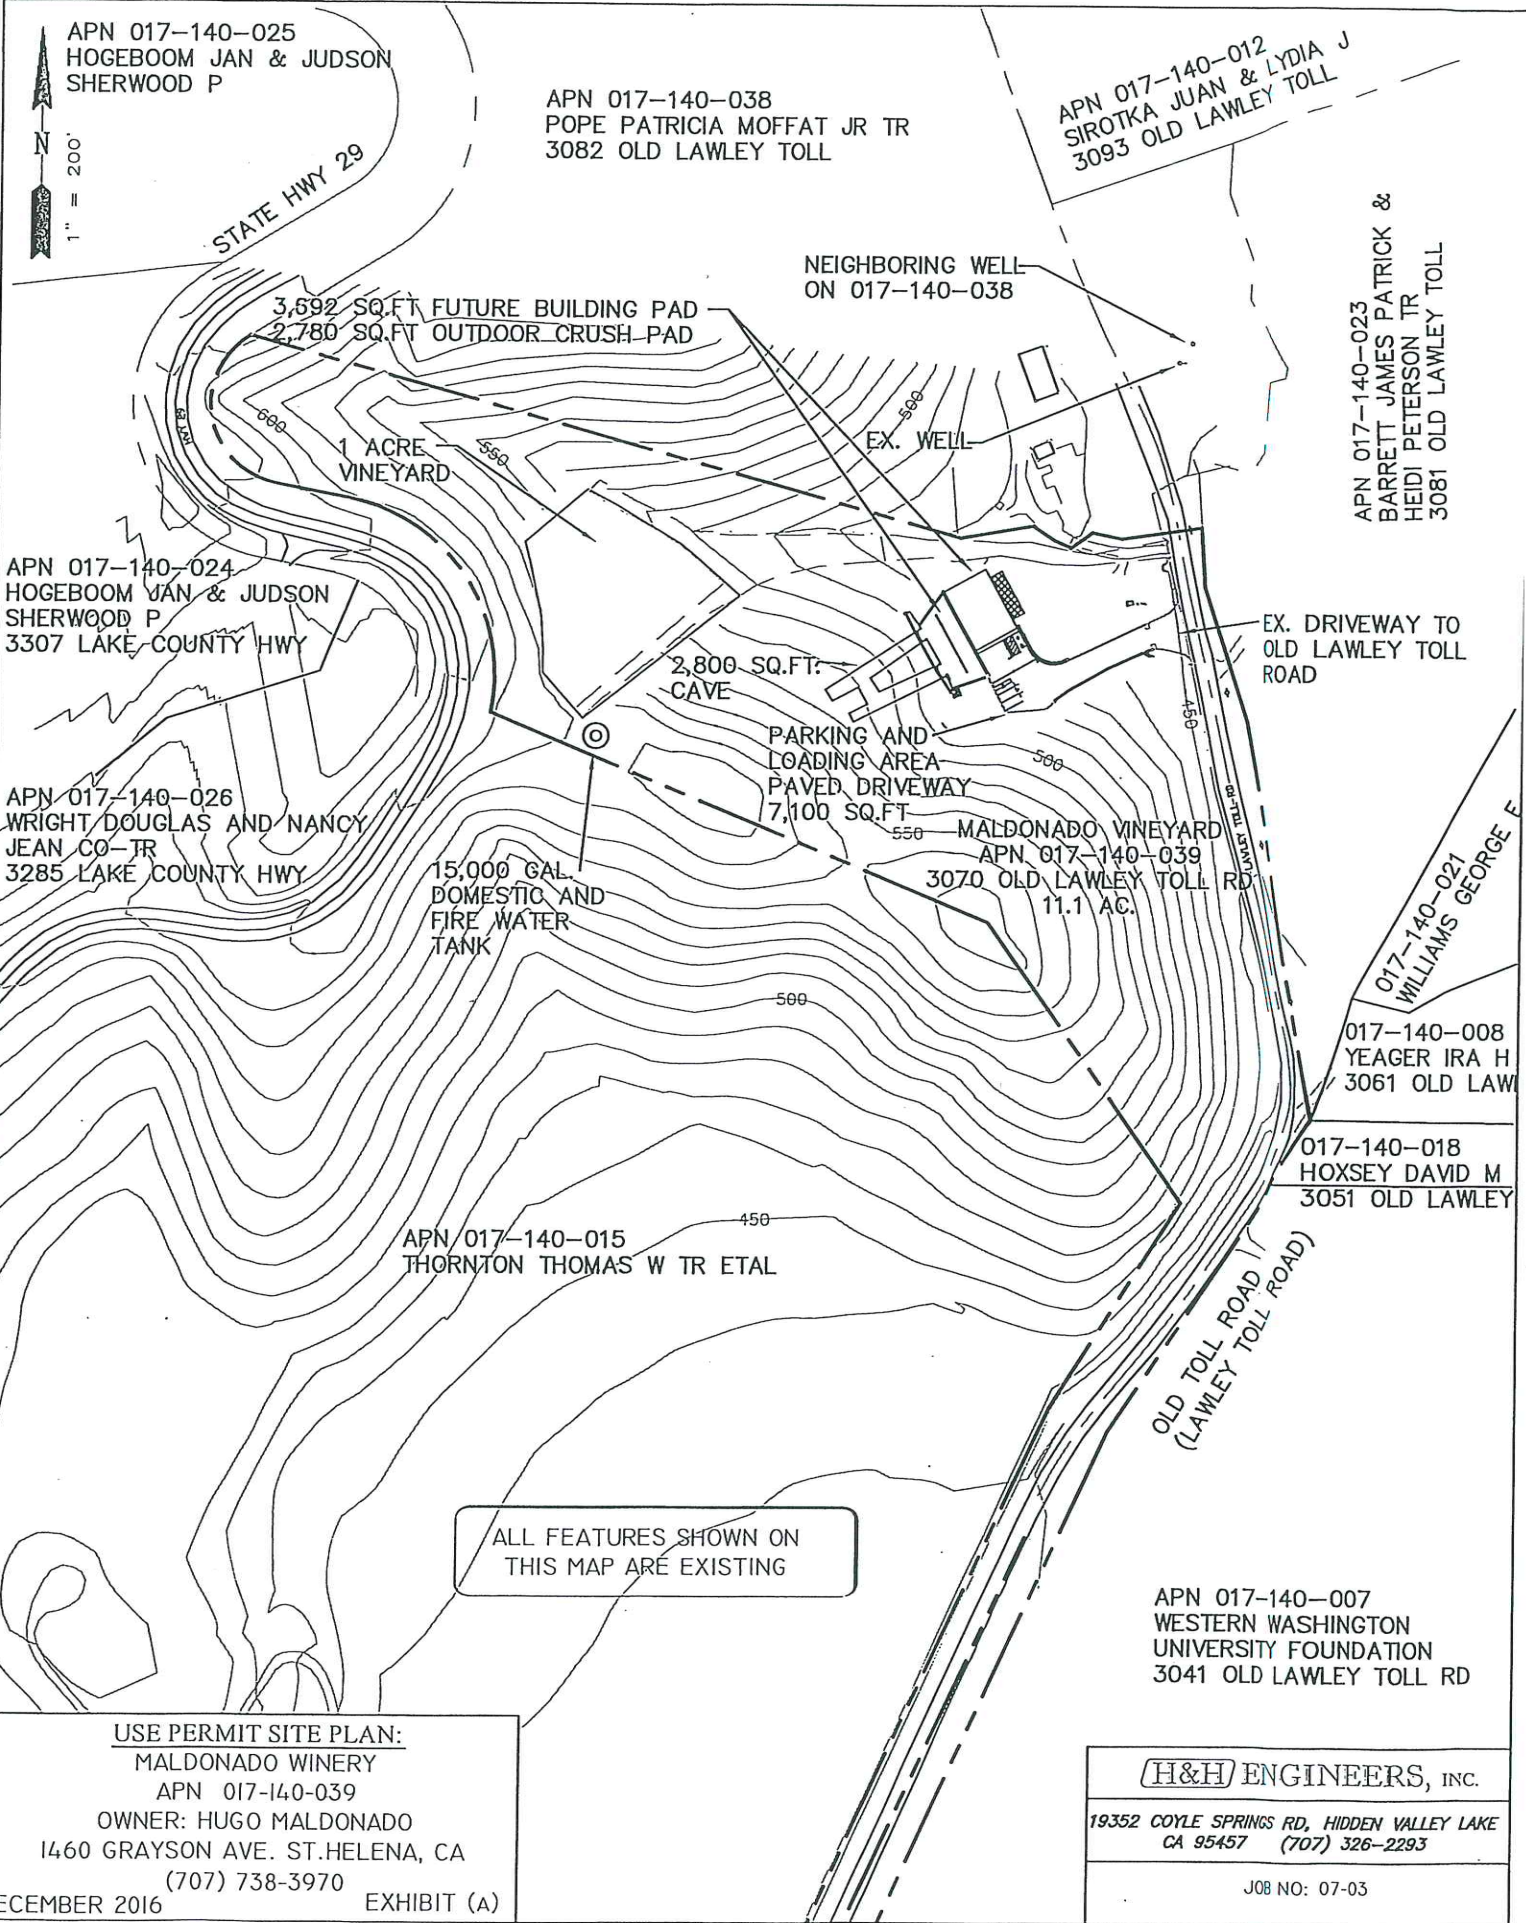 APN 017-140-025
HOGEBOOM JAN & JUDSON
SHERWOOD P
N
1" = 200'
STATE HWY 29
APN 017-140-038
POPE PATRICIA MOFFAT JR TR
3082 OLD LAWLEY TOLL
APN 017-140-012
SIROTKA JUAN & LYDIA J
3093 OLD LAWLEY TOLL
APN 017-140-023
BARRETT JAMES PATRICK &
HEIDI PETERSON TR
3081 OLD LAWLEY TOLL
NEIGHBORING WELL
ON 017-140-038
3,692 SQ.FT FUTURE BUILDING PAD
2,780 SQ.FT OUTDOOR CRUSH PAD
HWY 29
600
550
500
1 ACRE
VINEYARD
EX. WELL
APN 017-140-024
HOGEBOOM JAN & JUDSON
SHERWOOD P
3307 LAKE COUNTY HWY
EX. DRIVEWAY TO
OLD LAWLEY TOLL
ROAD
2,800 SQ.FT.
CAVE
450
PARKING AND
LOADING AREA
PAVED DRIVEWAY
7,100 SQ.FT
500
550
APN 017-140-026
WRIGHT DOUGLAS AND NANCY
JEAN CO-TR
3285 LAKE COUNTY HWY
MALDONADO VINEYARD
APN 017-140-039
3070 OLD LAWLEY TOLL RD
11.1 AC.
15,000 GAL.
DOMESTIC AND
FIRE WATER
TANK
017-140-021
WILLIAMS GEORGE E
500
017-140-008
YEAGER IRA H
3061 OLD LAWL
017-140-018
HOXSEY DAVID M
3051 OLD LAWLEY
450
APN 017-140-015
THORNTON THOMAS W TR ETAL
OLD TOLL ROAD
(LAWLEY TOLL ROAD)
ALL FEATURES SHOWN ON
THIS MAP ARE EXISTING
APN 017-140-007
WESTERN WASHINGTON
UNIVERSITY FOUNDATION
3041 OLD LAWLEY TOLL RD
USE PERMIT SITE PLAN:
MALDONADO WINERY
APN 017-140-039
OWNER: HUGO MALDONADO
1460 GRAYSON AVE. ST.HELENA, CA
(707) 738-3970
ECEMBER 2016 EXHIBIT (A)
H&H ENGINEERS, INC.
19352 COYLE SPRINGS RD, HIDDEN VALLEY LAKE
CA 95457 (707) 326-2293
JOB NO: 07-03